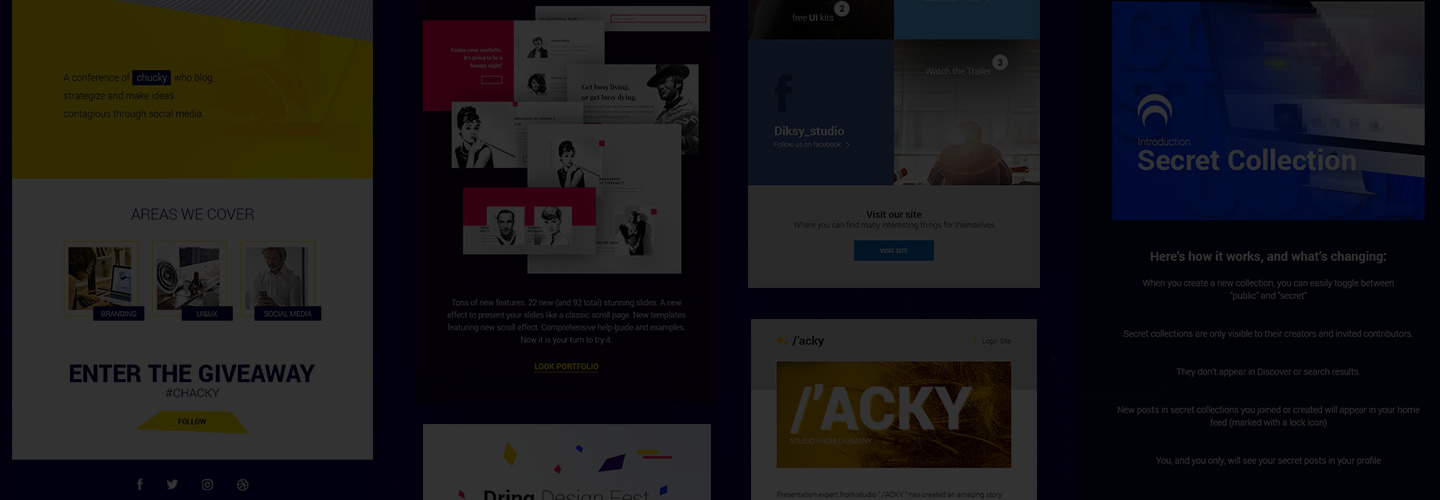 A conference of chucky who blog,
strategize and make ideas
contagious through social media.
AREAS WE COVER
BRANDING
UI&UX
SOCIAL MEDIA
ENTER THE GIVEAWAY
#CHACKY
FOLLOW
Get busy living,
or get busy dying.
Tons of new features. 22 new (and 92 total) stunning slides. A new
effect to present your slides like a classic scroll page. New templates
featuring new scroll effect. Comprehensive help guide and examples.
Now it is your turn to try it.
LOOK PORTFOLIO
Dring Design Fest
free UI kits
2
Watch the Trailer
3
f
Diksy_studio
Follow us on facebook >
Visit our site
Where you can find many interesting things for themselves
VISIT SITE
/'acky
Login Site
/'ACKY
STUDIO FROM GERMANY
Presentation expert from studio "/ACKY " has created an amazing story
Introduction
Secret Collection
Here's how it works, and what's changing:
When you create a new collection, you can easily toggle between
"public" and "secret"
Secret collections are only visible to their creators and invited contributors.
They don't appear in Discover or search results.
New posts in secret collections you joined or created will appear in your home
feed (marked with a lock icon)
You, and you only, will see your secret posts in your profile